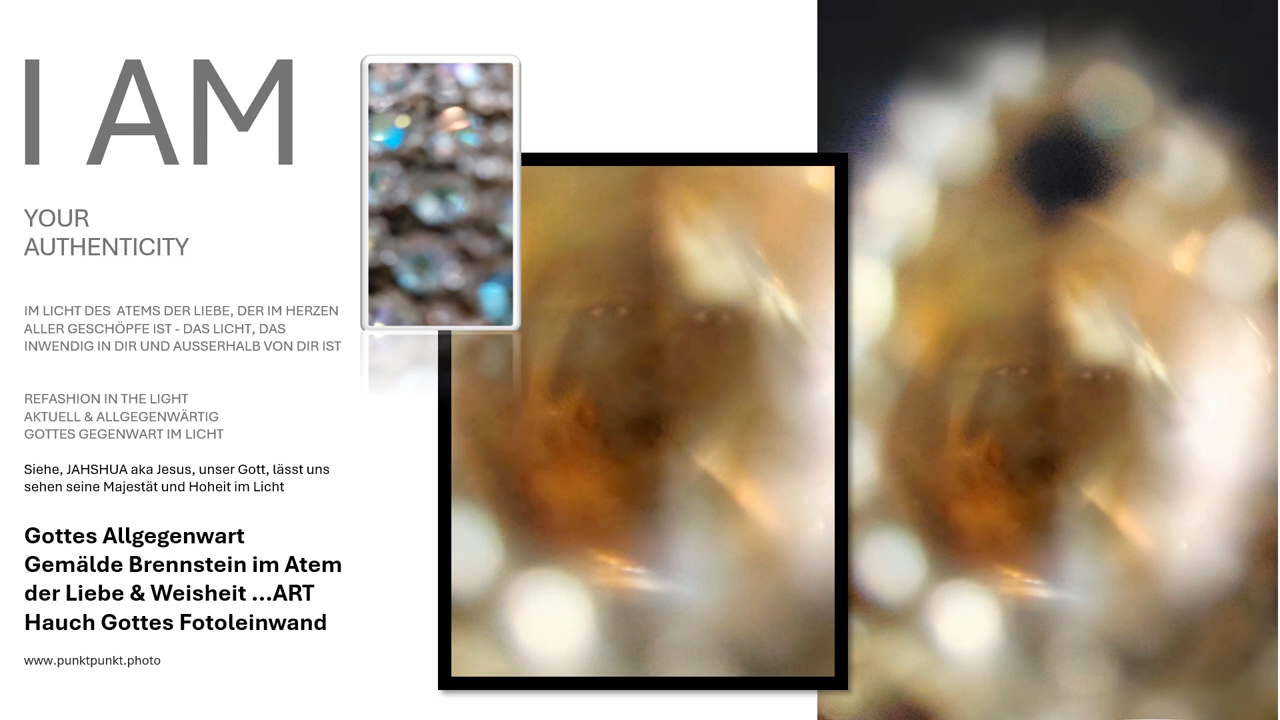 I AM
YOUR
AUTHENTICITY
IM LICHT DES ATEMS DER LIEBE, DER IM HERZEN
ALLER GESCHÖPFE IST - DAS LICHT, DAS
INWENDIG IN DIR UND AUSSERHALB VON DIR IST
REFASHION IN THE LIGHT
AKTUELL & ALLGEGENWÄRTIG
GOTTES GEGENWART IM LICHT
Siehe, JAHSHUA aka Jesus, unser Gott, lässt uns
sehen seine Majestät und Hoheit im Licht
Gottes Allgegenwart
Gemälde Brennstein im Atem
der Liebe & Weisheit ...ART
Hauch Gottes Fotoleinwand
www.punktpunkt.photo